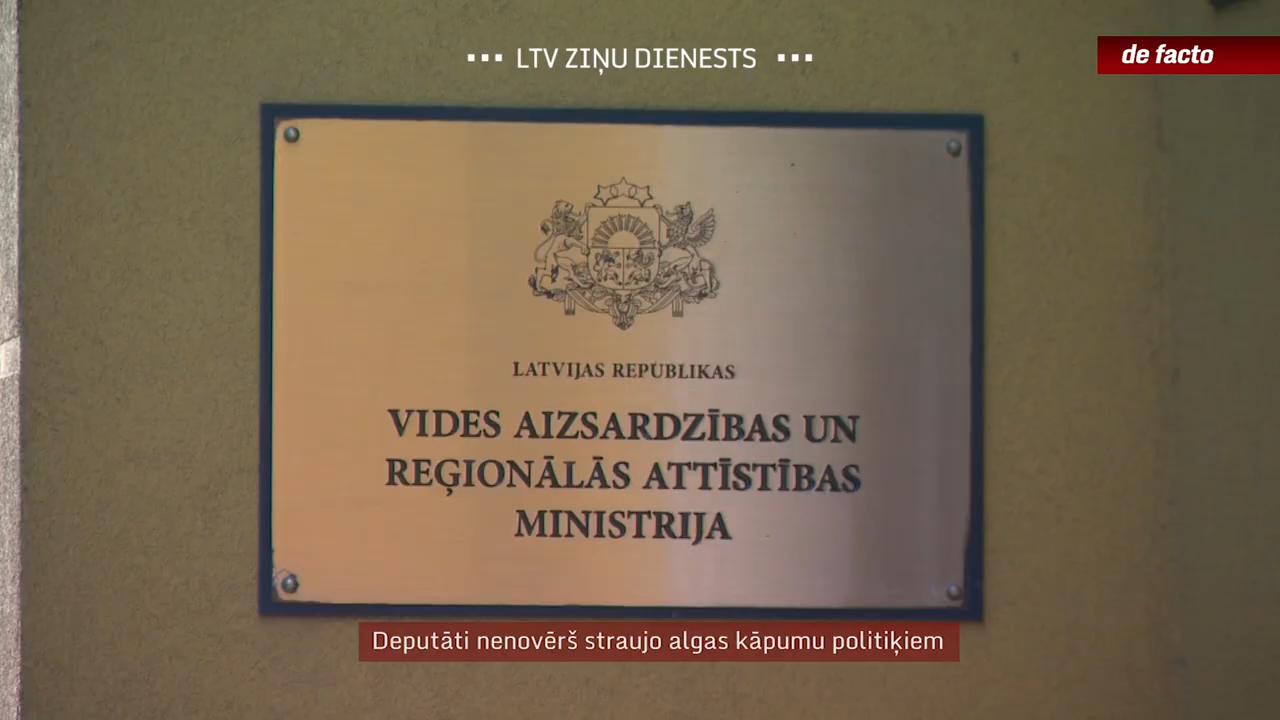 ••• LTV ZIŅU DIENESTS •••
de facto
LATVIJAS REPUBLIKAS
VIDES AIZSARDZĪBAS UN
REĢIONĀLĀS ATTĪSTĪBAS
MINISTRIJA
Deputāti nenovērš straujo algas kāpumu politiķiem